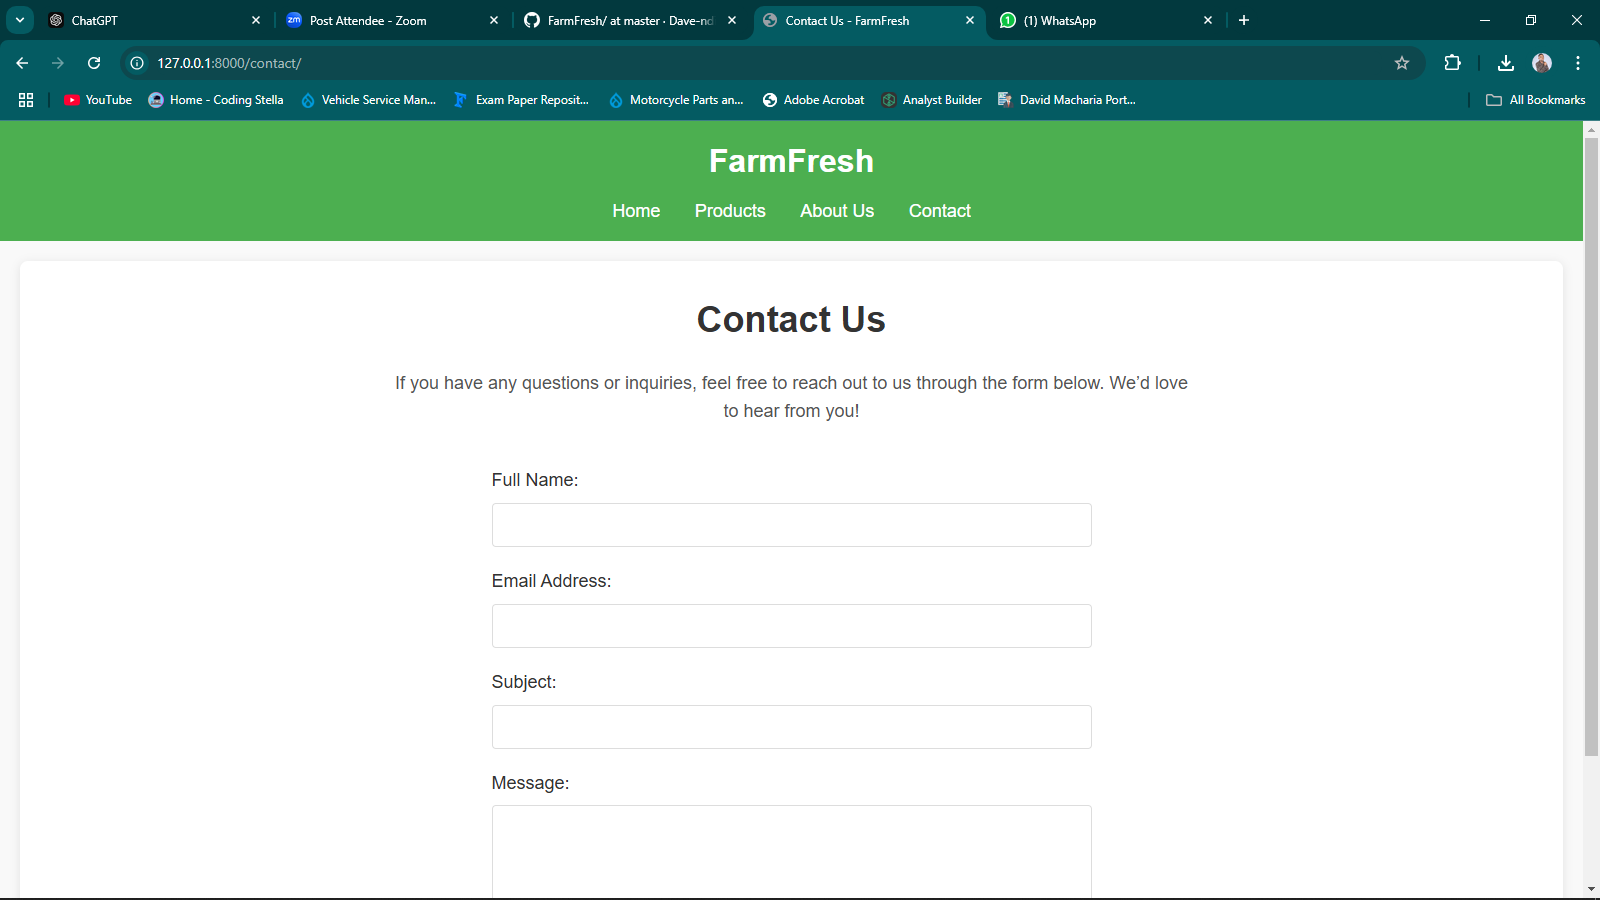 ChatGPT
zm
Post Attendee - Zoom
FarmFresh/ at master · Dave-nd
Contact Us - FarmFresh
1
(1) WhatsApp
127.0.0.1:8000/contact/
YouTube
Home - Coding Stella
Vehicle Service Man...
Exam Paper Reposit...
Motorcycle Parts an...
Adobe Acrobat
Analyst Builder
David Macharia Port...
All Bookmarks
FarmFresh
Home
Products
About Us
Contact
Contact Us
If you have any questions or inquiries, feel free to reach out to us through the form below. We’d love
to hear from you!
Full Name:
Email Address:
Subject:
Message: